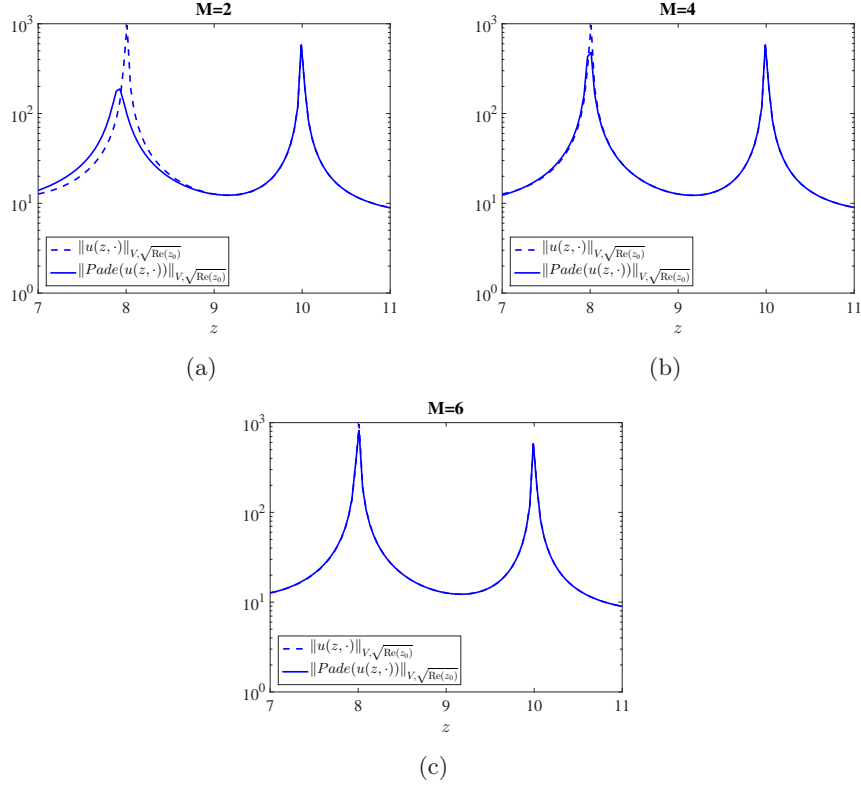 M=2
10^3
10^2
10^1
10^0
‖u(z, ·)‖_{V,√Re(z_0)}
‖Pade(u(z, ·))‖_{V,√Re(z_0)}
7 8 9 10 11
z
(a)
M=4
10^3
10^2
10^1
10^0
‖u(z, ·)‖_{V,√Re(z_0)}
‖Pade(u(z, ·))‖_{V,√Re(z_0)}
7 8 9 10 11
z
(b)
M=6
10^3
10^2
10^1
10^0
‖u(z, ·)‖_{V,√Re(z_0)}
‖Pade(u(z, ·))‖_{V,√Re(z_0)}
7 8 9 10 11
z
(c)